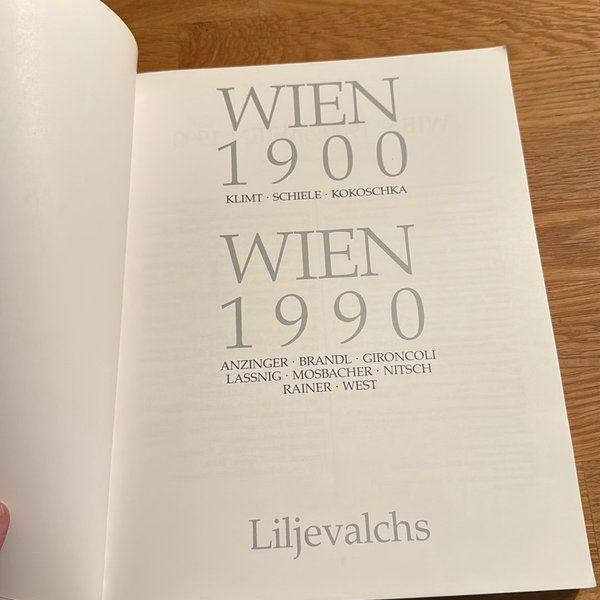 WIEN
1900
KLIMT · SCHIELE · KOKOSCHKA
WIEN
1990
ANZINGER · BRANDL · GIRONCOLI
LASSNIG · MOSBACHER · NITSCH
RAINER · WEST
Liljevalchs